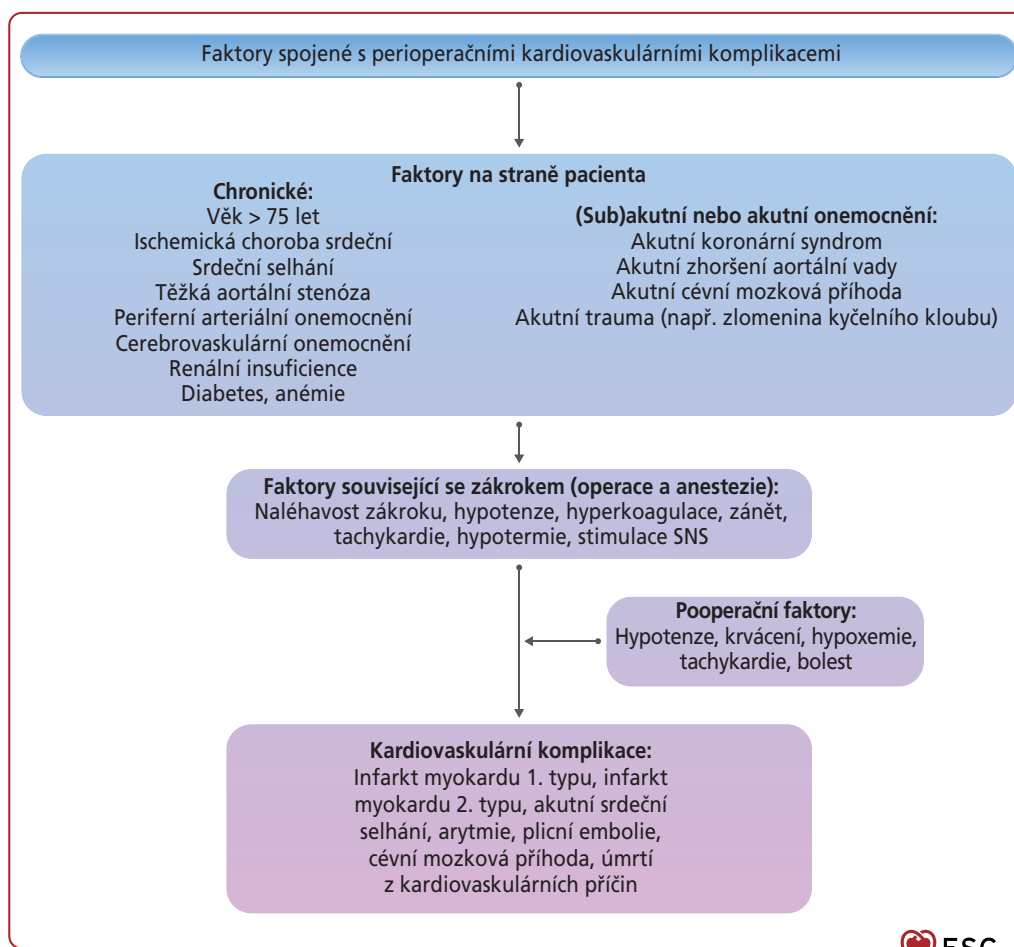 Faktory spojené s perioperačními kardiovaskulárními komplikacemi
Faktory na straně pacienta
Chronické:
Věk > 75 let
Ischemická choroba srdeční
Srdeční selhání
Těžká aortální stenóza
Periferní arteriální onemocnění
Cerebrovaskulární onemocnění
Renální insuficience
Diabetes, anémie
(Sub)akutní nebo akutní onemocnění:
Akutní koronární syndrom
Akutní zhoršení aortální vady
Akutní cévní mozková příhoda
Akutní trauma (např. zlomenina kyčelního kloubu)
Faktory související se zákrokem (operace a anestezie):
Naléhavost zákroku, hypotenze, hyperkoagulace, zánět,
tachykardie, hypotermie, stimulace SNS
Pooperační faktory:
Hypotenze, krvácení, hypoxemie,
tachykardie, bolest
Kardiovaskulární komplikace:
Infarkt myokardu 1. typu, infarkt
myokardu 2. typu, akutní srdeční
selhání, arytmie, plicní embolie,
cévní mozková příhoda, úmrtí
z kardiovaskulárních příčin
ESC